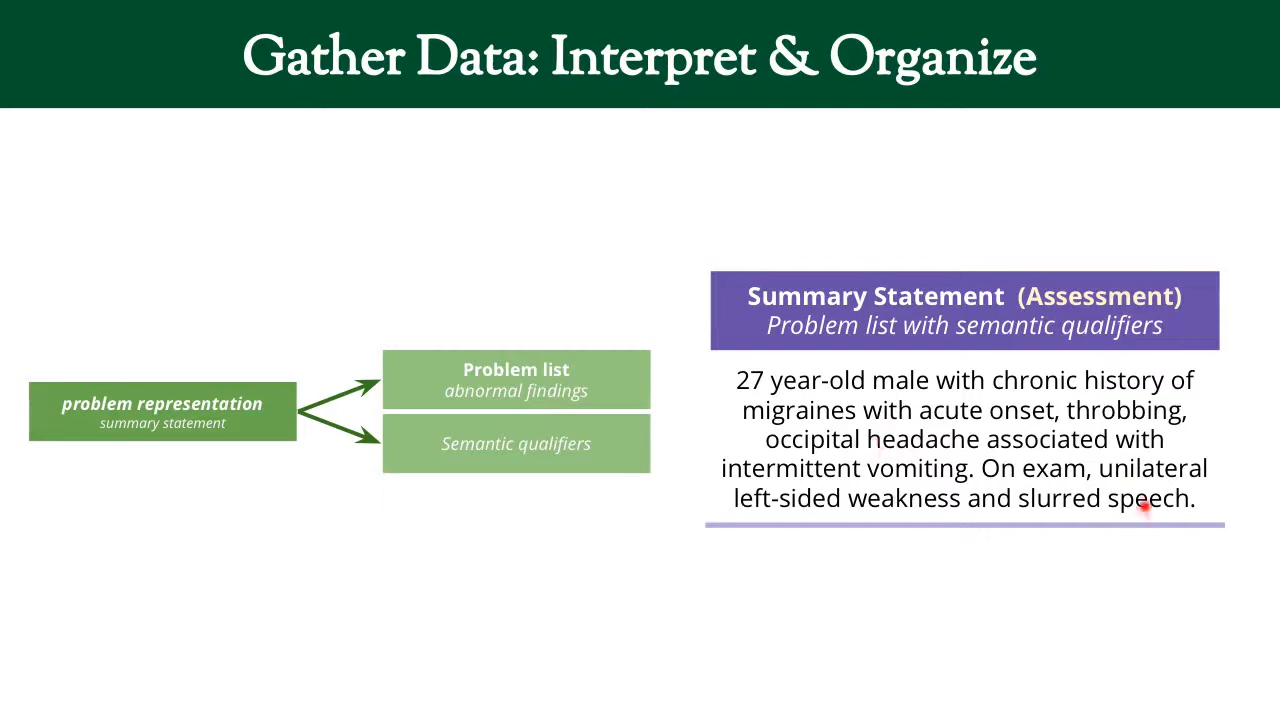 Gather Data: Interpret & Organize
problem representation
summary statement
Problem list
abnormal findings
Semantic qualifiers
Summary Statement (Assessment)
Problem list with semantic qualifiers
27 year-old male with chronic history of
migraines with acute onset, throbbing,
occipital headache associated with
intermittent vomiting. On exam, unilateral
left-sided weakness and slurred speech.